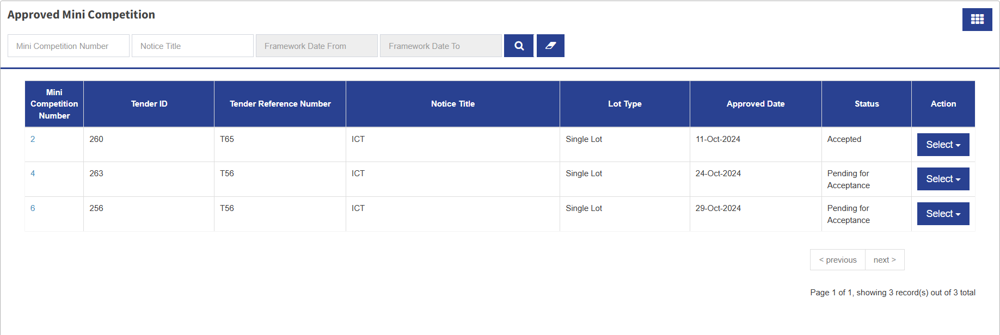 Approved Mini Competition
Mini Competition Number
Notice Title
Framework Date From
Framework Date To
Mini Competition Number
Tender ID
Tender Reference Number
Notice Title
Lot Type
Approved Date
Status
Action
2
260
T65
ICT
Single Lot
11-Oct-2024
Accepted
Select
4
263
T56
ICT
Single Lot
24-Oct-2024
Pending for
Acceptance
Select
6
256
T56
ICT
Single Lot
29-Oct-2024
Pending for
Acceptance
Select
< previous
next >
Page 1 of 1, showing 3 record(s) out of 3 total